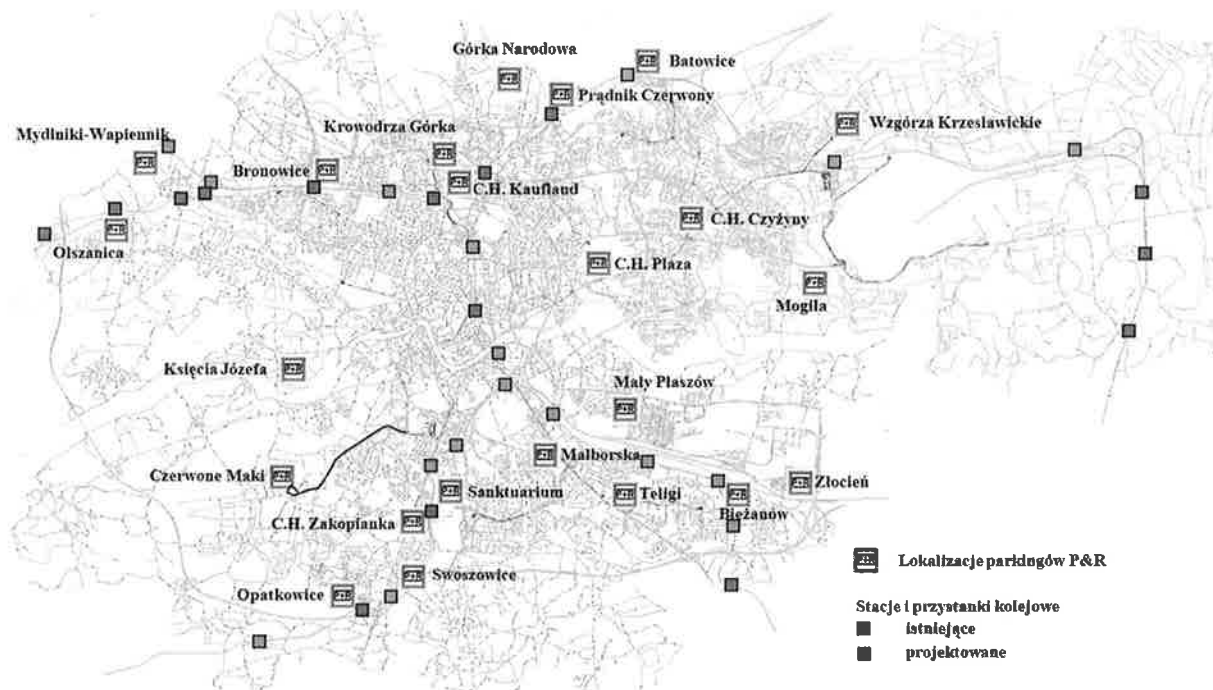 Górka Narodowa
Batowice
Prądnik Czerwony
Wzgórza Krzesławickie
Krowodrza Górka
Mydlniki-Wapiennik
Bronowice
C.H. Kaufland
C.H. Czyżyny
Olszanica
C.H. Plaza
Mogiła
Księcia Józefa
Mały Płaszów
Czerwone Maki
Malborska
Złocień
Sanktuarium
Teligi
Bieżanów
C.H. Zakopianka
Swoszowice
Opatkowice
Lokalizacje parkingów P&R
Stacje i przystanki kolejowe
istniejące
projektowane